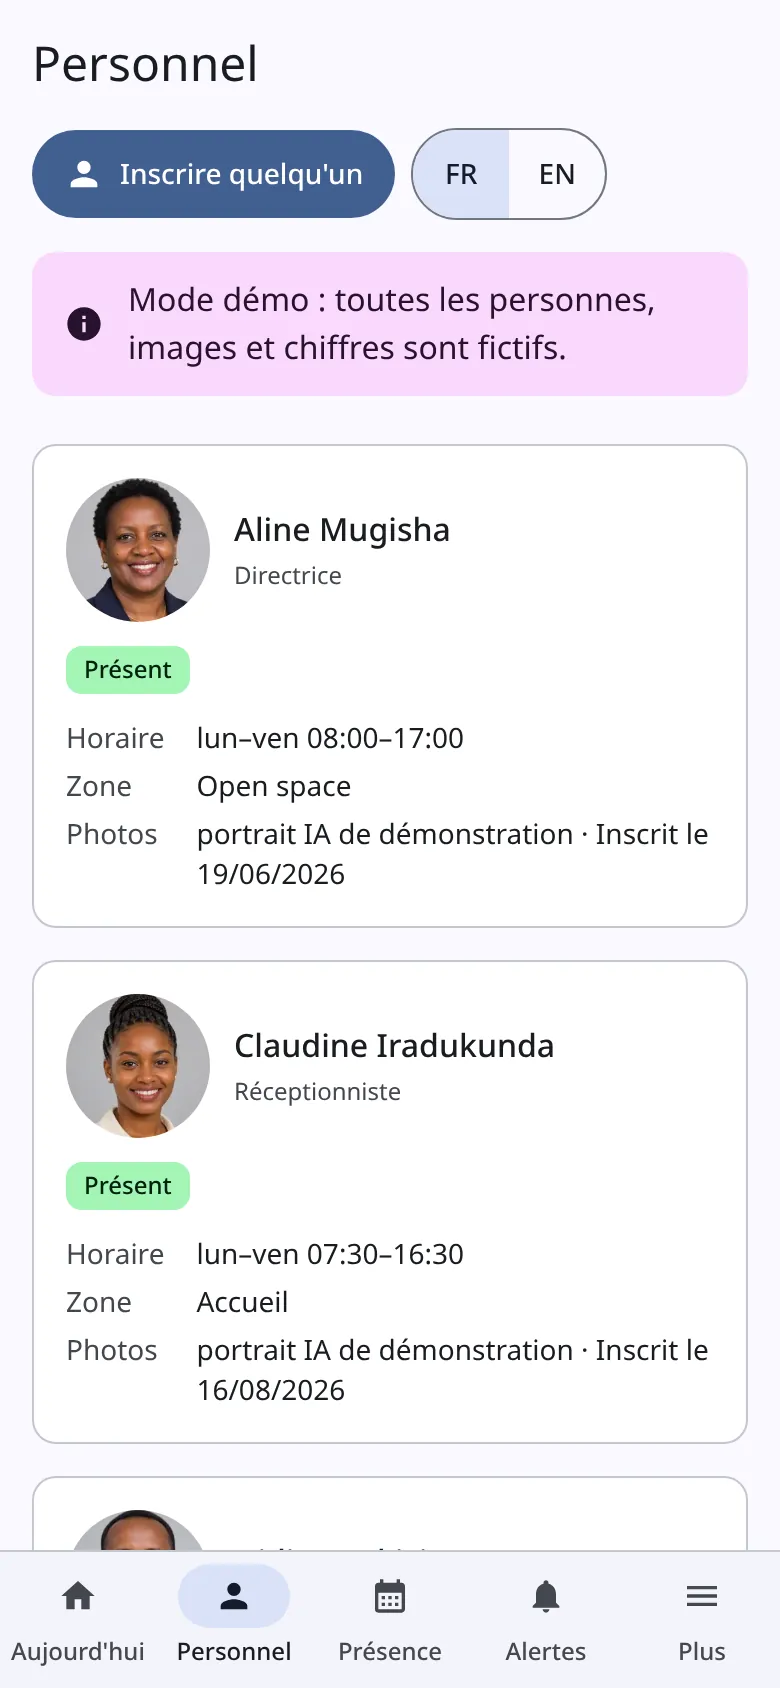 Personnel
Inscrire quelqu'un
FR
EN
Mode démo : toutes les personnes,
images et chiffres sont fictifs.
Aline Mugisha
Directrice
Présent
Horaire lun–ven 08:00–17:00
Zone Open space
Photos portrait IA de démonstration · Inscrit le
19/06/2026
Claudine Iradukunda
Réceptionniste
Présent
Horaire lun–ven 07:30–16:30
Zone Accueil
Photos portrait IA de démonstration · Inscrit le
16/08/2026
Aujourd'hui
Personnel
Présence
Alertes
Plus